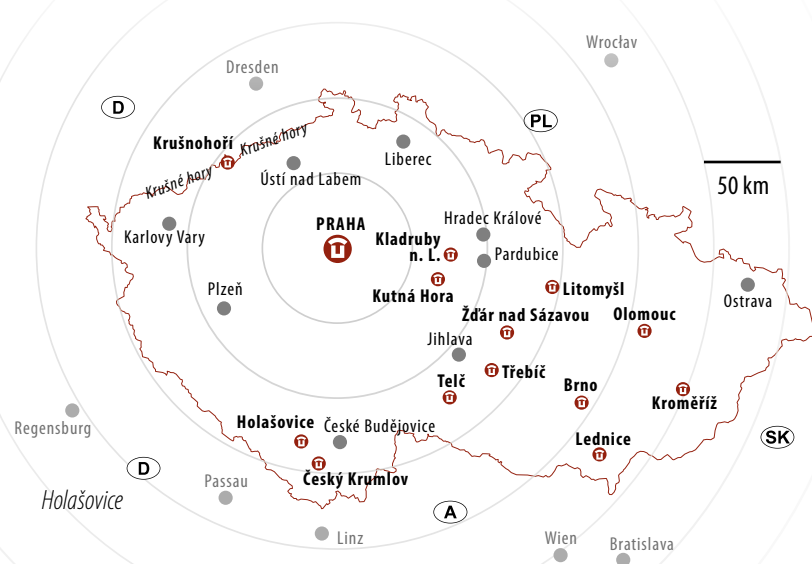 Wrocław
Dresden
D
PL
Krušnohoří
Krušné hory
Liberec
50 km
Ústí nad Labem
Krušné hory
PRAHA
Hradec Králové
Karlovy Vary
Kladruby
n. L.
Pardubice
Plzeň
Kutná Hora
Litomyšl
Ostrava
Žďár nad Sázavou
Olomouc
Jihlava
Telč
Třebíč
Brno
Kroměříž
Regensburg
Holašovice
České Budějovice
Lednice
SK
D
Passau
Český Krumlov
Holašovice
A
Linz
Wien
Bratislava